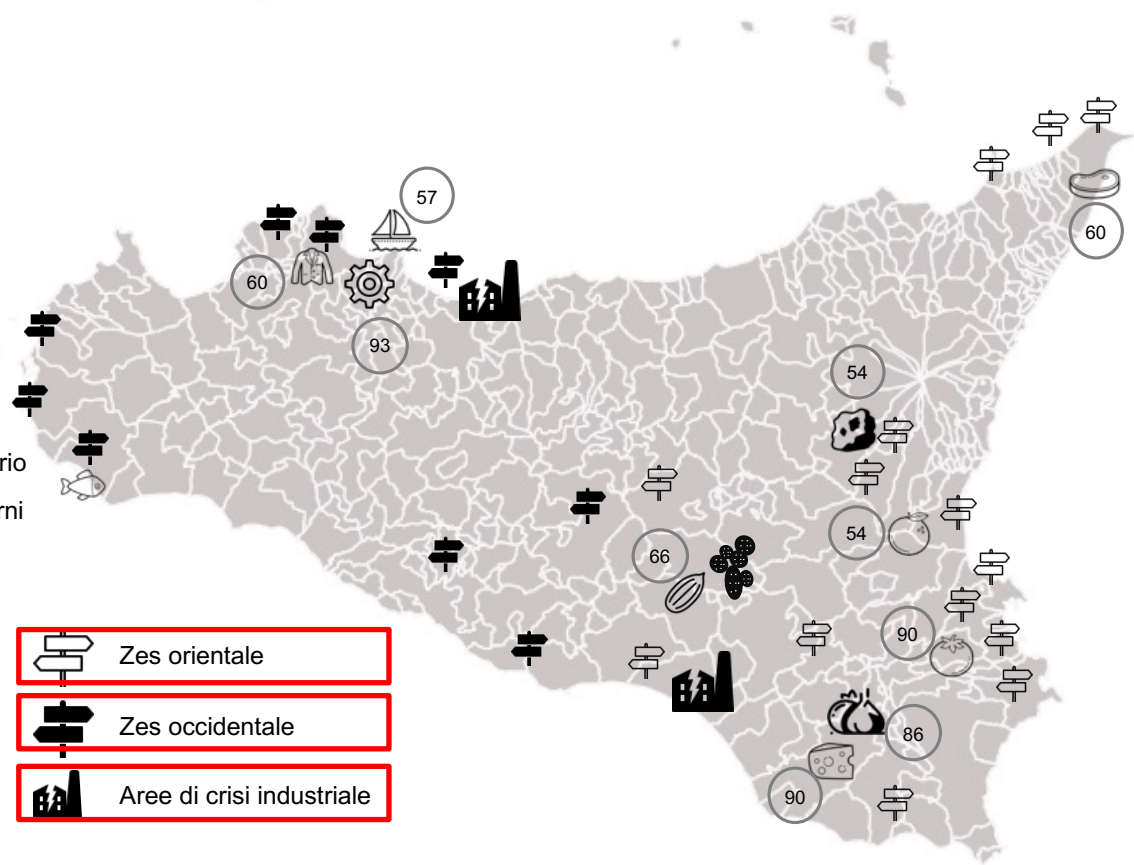 57
60
60
93
54
rio
rni
54
66
90
Zes orientale
Zes occidentale
86
Aree di crisi industriale
90